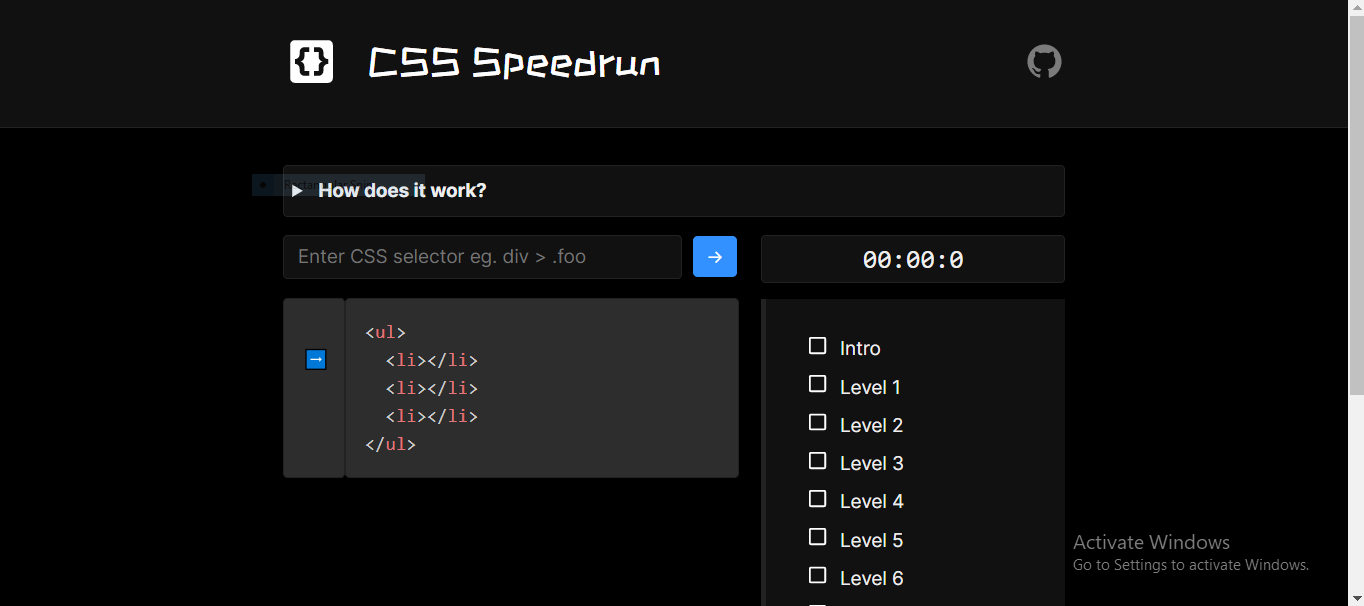 {} CSS Speedrun
How does it work?
Enter CSS selector eg. div > .foo
→
00:00:0
→
<ul>
<li></li>
<li></li>
<li></li>
</ul>
Intro
Level 1
Level 2
Level 3
Level 4
Level 5
Level 6
Activate Windows
Go to Settings to activate Windows.